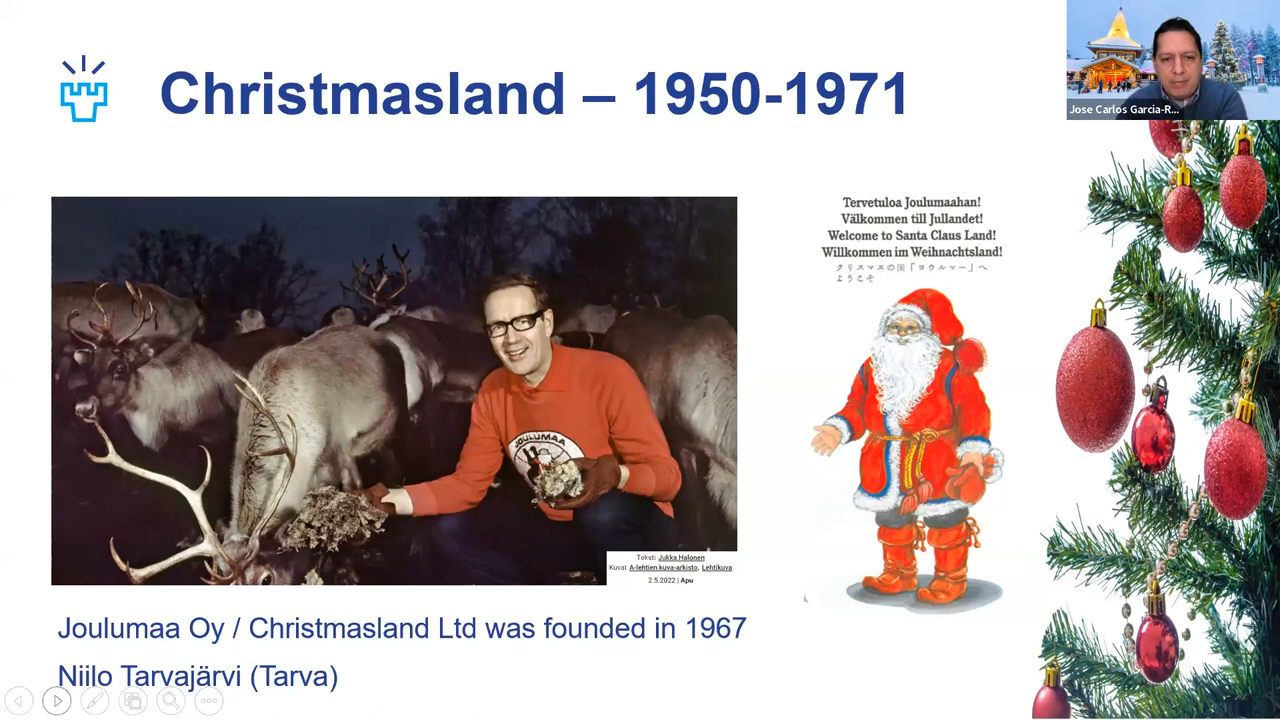 Christmasland – 1950-1971
Jose Carlos Garcia-R...
Tervetuloa Joulumaahan!
Välkommen till Jullandet!
Welcome to Santa Claus Land!
Willkommen im Weihnachtsland!
クリスマスの国「ヨウルマー」へ
ようこそ
JOULUMAA
Teksti Jukka Halonen
Kuvat A-lehtien kuva-arkisto, Lehtikuva
2.5.2022 | Apu
Joulumaa Oy / Christmasland Ltd was founded in 1967
Niilo Tarvajärvi (Tarva)